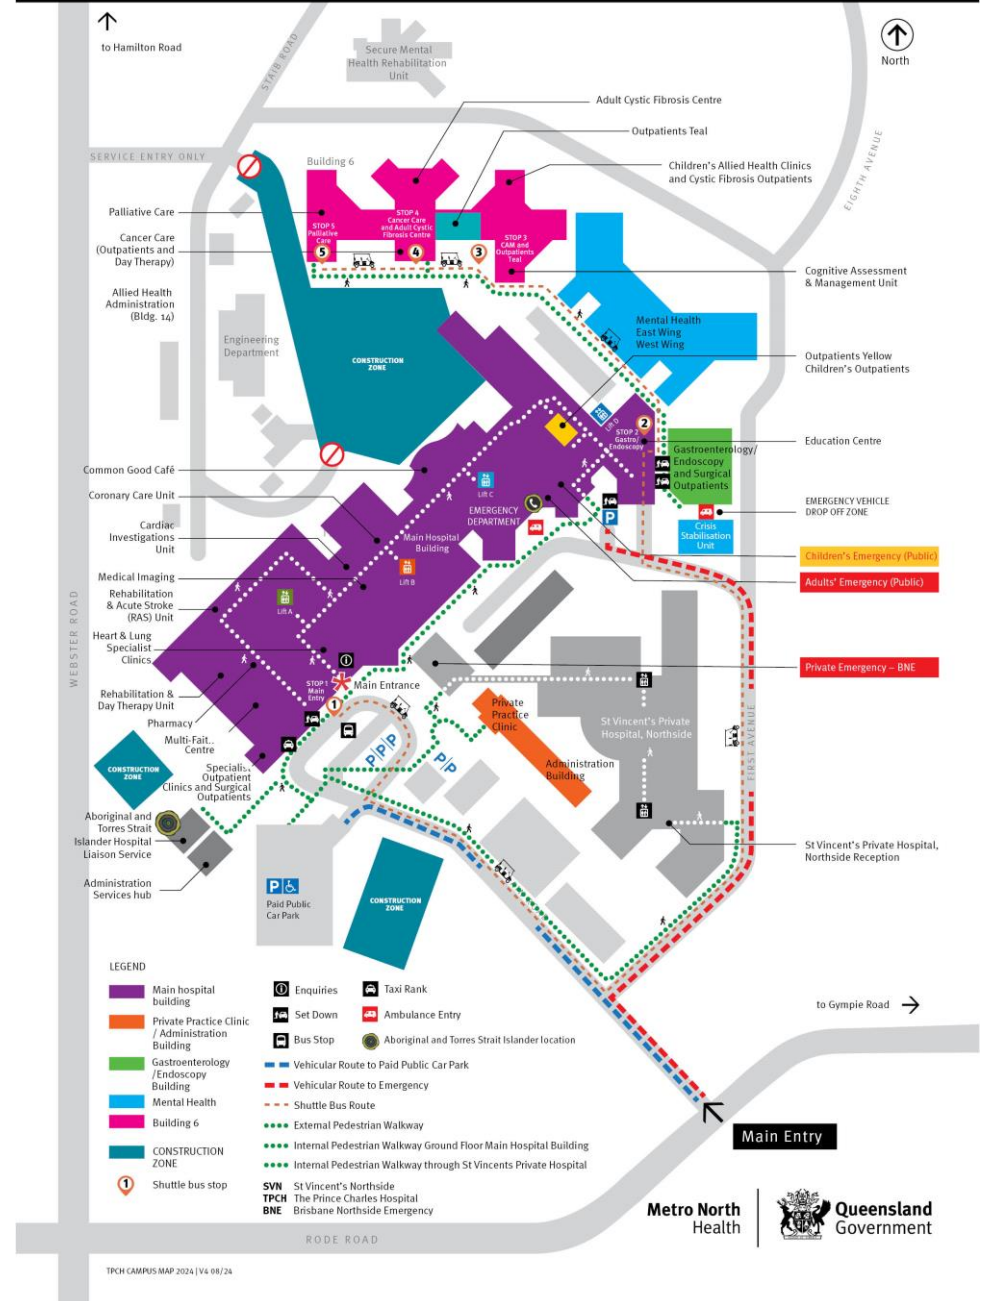 to Hamilton Road
STAIB ROAD
Secure Mental
Health Rehabilitation
Unit
North
Adult Cystic Fibrosis Centre
Outpatients Teal
SERVICE ENTRY ONLY
Building 6
Children's Allied Health Clinics
and Cystic Fibrosis Outpatients
EIGHTH AVENUE
Palliative Care
STOP 5
Palliative
Care
5
STOP 4
Cancer Care
and Adult Cystic
Fibrosis Centre
4
3
STOP 3
CAM and
Outpatients
Teal
Cancer Care
(Outpatients and
Day Therapy)
Cognitive Assessment
& Management Unit
Allied Health
Administration
(Bldg. 14)
Engineering
Department
CONSTRUCTION
ZONE
Mental Health
East Wing
West Wing
Outpatients Yellow
Children's Outpatients
Lift D
STOP 2
Gastro/
Endoscopy
2
Education Centre
Gastroenterology/
Endoscopy
and Surgical
Outpatients
Common Good Café
Coronary Care Unit
Lift C
EMERGENCY
DEPARTMENT
P
EMERGENCY VEHICLE
DROP OFF ZONE
Crisis
Stabilisation
Unit
Cardiac
Investigations
Unit
Main Hospital
Building
Children's Emergency (Public)
Medical Imaging
Lift B
Adults' Emergency (Public)
Rehabilitation
& Acute Stroke
(RAS) Unit
Lift A
WEBSTER ROAD
Heart & Lung
Specialist
Clinics
Private Emergency – BNE
STOP 1
Main
Entry
Main Entrance
1
Rehabilitation &
Day Therapy Unit
Pharmacy
Private
Practice
Clinic
St Vincent's Private
Hospital, Northside
Multi-Fait..
Centre
P|P|P
P|P
Administration
Building
FIRST AVENUE
CONSTRUCTION
ZONE
Specialist
Outpatient
Clinics and Surgical
Outpatients
Aboriginal and
Torres Strait
Islander Hospital
Liaison Service
St Vincent's Private Hospital,
Northside Reception
Administration
Services hub
P
Paid Public
Car Park
CONSTRUCTION
ZONE
LEGEND
Main hospital
building
Private Practice Clinic
/ Administration
Building
Gastroenterology
/Endoscopy
Building
Mental Health
Building 6
CONSTRUCTION
ZONE
1
Shuttle bus stop
Enquiries
Taxi Rank
Set Down
Ambulance Entry
Bus Stop
Aboriginal and Torres Strait Islander location
Vehicular Route to Paid Public Car Park
Vehicular Route to Emergency
Shuttle Bus Route
External Pedestrian Walkway
Internal Pedestrian Walkway Ground Floor Main Hospital Building
Internal Pedestrian Walkway through St Vincents Private Hospital
SVN St Vincent's Northside
TPCH The Prince Charles Hospital
BNE Brisbane Northside Emergency
to Gympie Road
Main Entry
Metro North
Health
Queensland
Government
RODE ROAD
TPCH CAMPUS MAP 2024 | V4 08/24